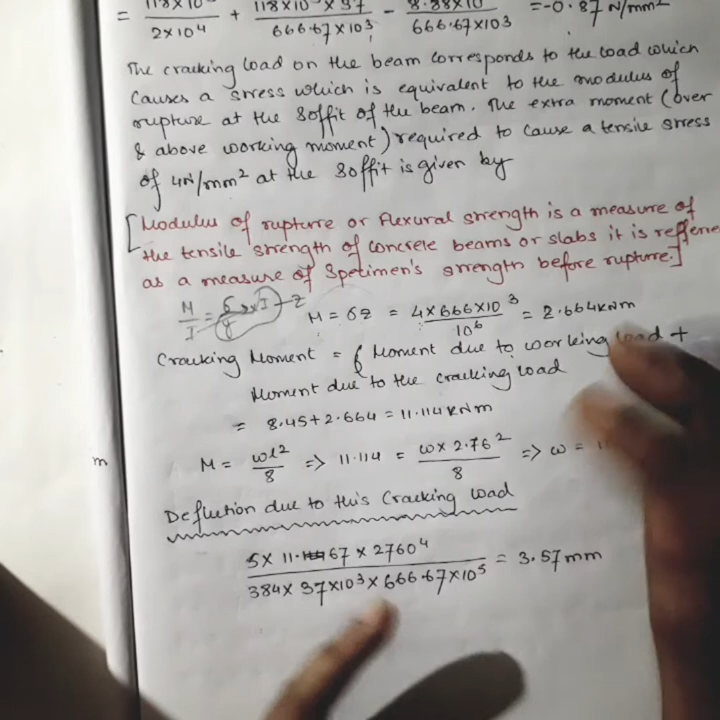 = 118×10³/2×10⁴ + 118×10³×37/666.67×10³ − 8.88×10⁶/666.67×10³ = -0.87 N/mm²
The cracking load on the beam corresponds to the load which
causes a stress which is equivalent to the modulus of
rupture at the soffit of the beam. The extra moment (over
& above working moment) required to cause a tensile stress
of 4N/mm² at the soffit is given by
[Modulus of rupture or flexural strength is a measure of
the tensile strength of concrete beams or slabs it is
as a measure of Specimen's strength before rupture.]
M/I = σ/y
M = σZ = 4×666×10³/10⁶ = 2.664kNm
Cracking Moment = { Moment due to working load +
Moment due to the cracking load
= 8.45+2.664 = 11.114kNm
m
M = wl²/8 => 11.114 = w×2.76²/8 => w =
Deflection due to this Cracking load
5×11.67×2760⁴/384×37×10³×666.67×10⁵ = 3.57mm